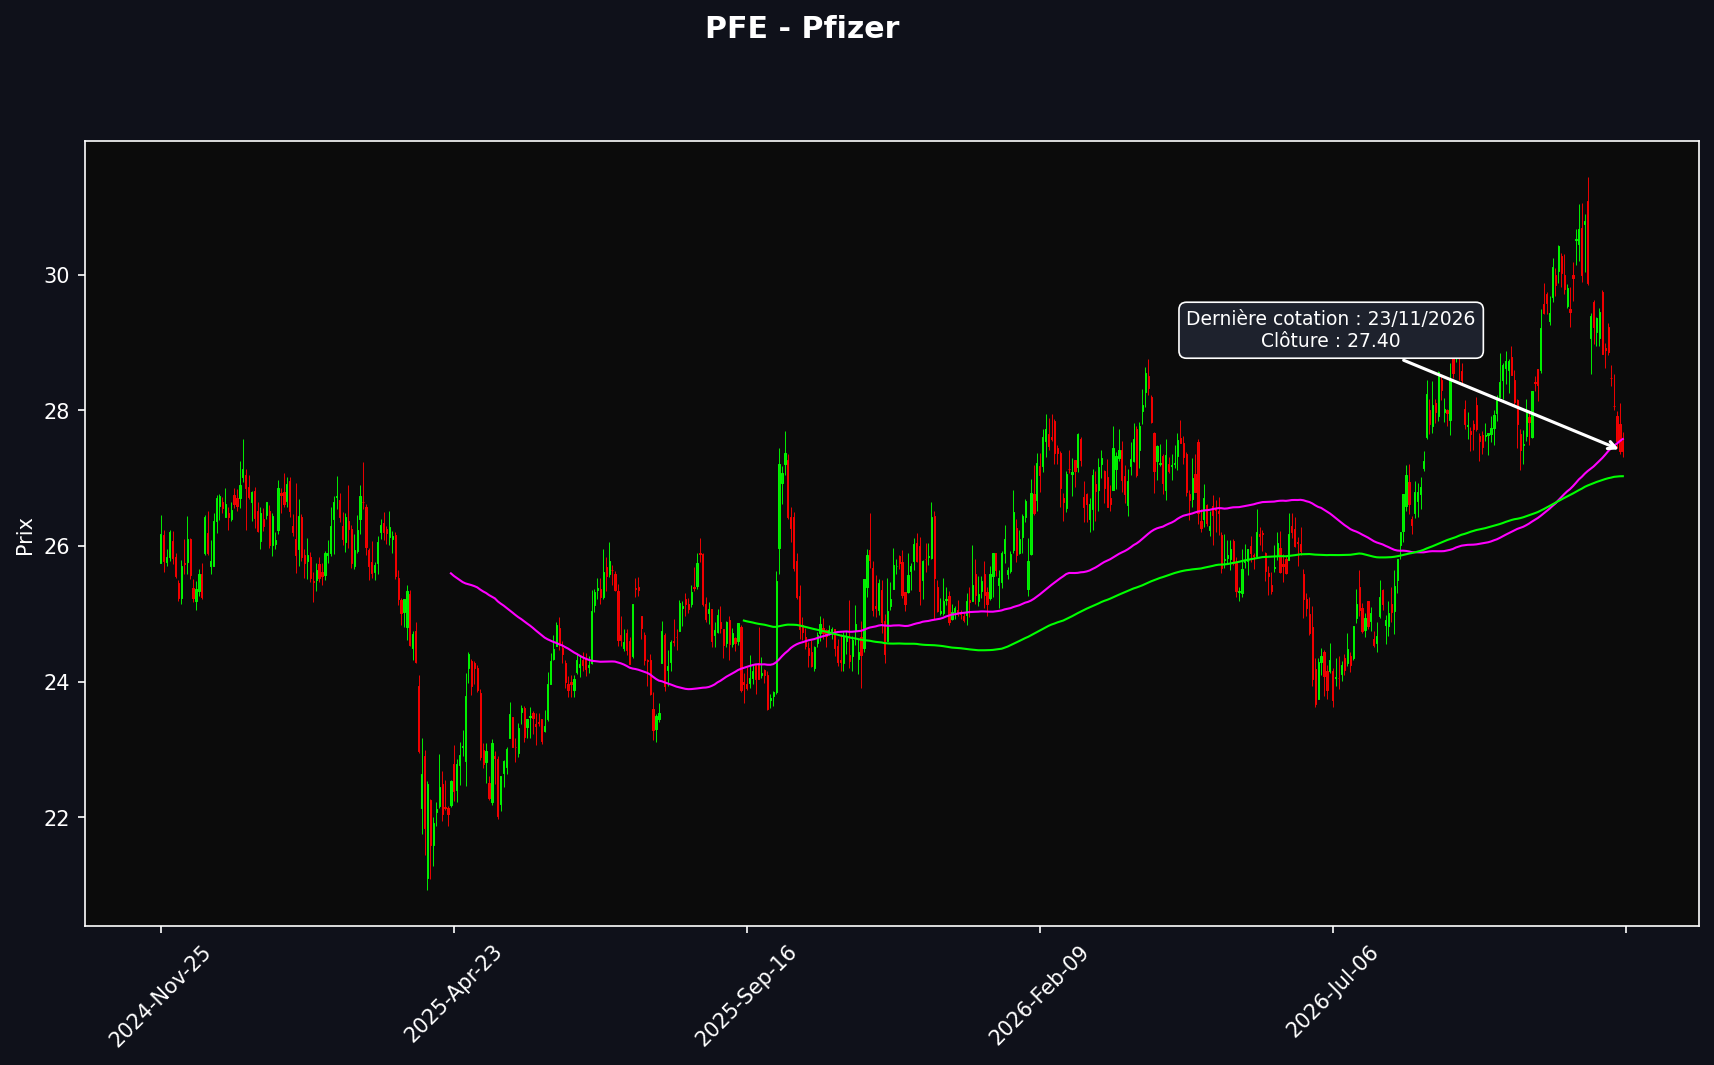 PFE - Pfizer
Prix
30
28
26
24
22
Dernière cotation : 23/11/2026
Clôture : 27.40
2024-Nov-25
2025-Apr-23
2025-Sep-16
2026-Feb-09
2026-Jul-06